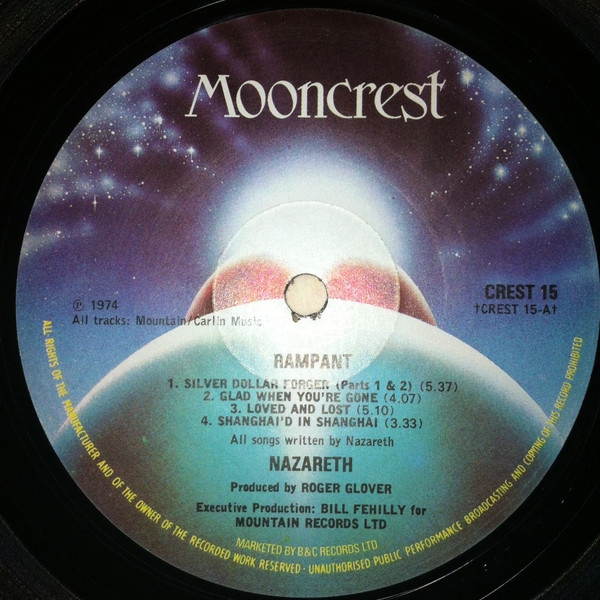 Mooncrest
℗ 1974
All tracks: Mountain/Carlin Music
CREST 15
†CREST 15-A†
RAMPANT
1. SILVER DOLLAR FORGER (Parts 1 & 2) (5.37)
2. GLAD WHEN YOU'RE GONE (4.07)
3. LOVED AND LOST (5.10)
4. SHANGHAI'D IN SHANGHAI (3.33)
All songs written by Nazareth
NAZARETH
Produced by ROGER GLOVER
Executive Production: BILL FEHILLY for
MOUNTAIN RECORDS LTD
MARKETED BY B&C RECORDS LTD
ALL RIGHTS OF THE MANUFACTURER AND OF THE OWNER OF THE RECORDED WORK RESERVED · UNAUTHORISED PUBLIC PERFORMANCE BROADCASTING AND COPYING OF THIS RECORD PROHIBITED